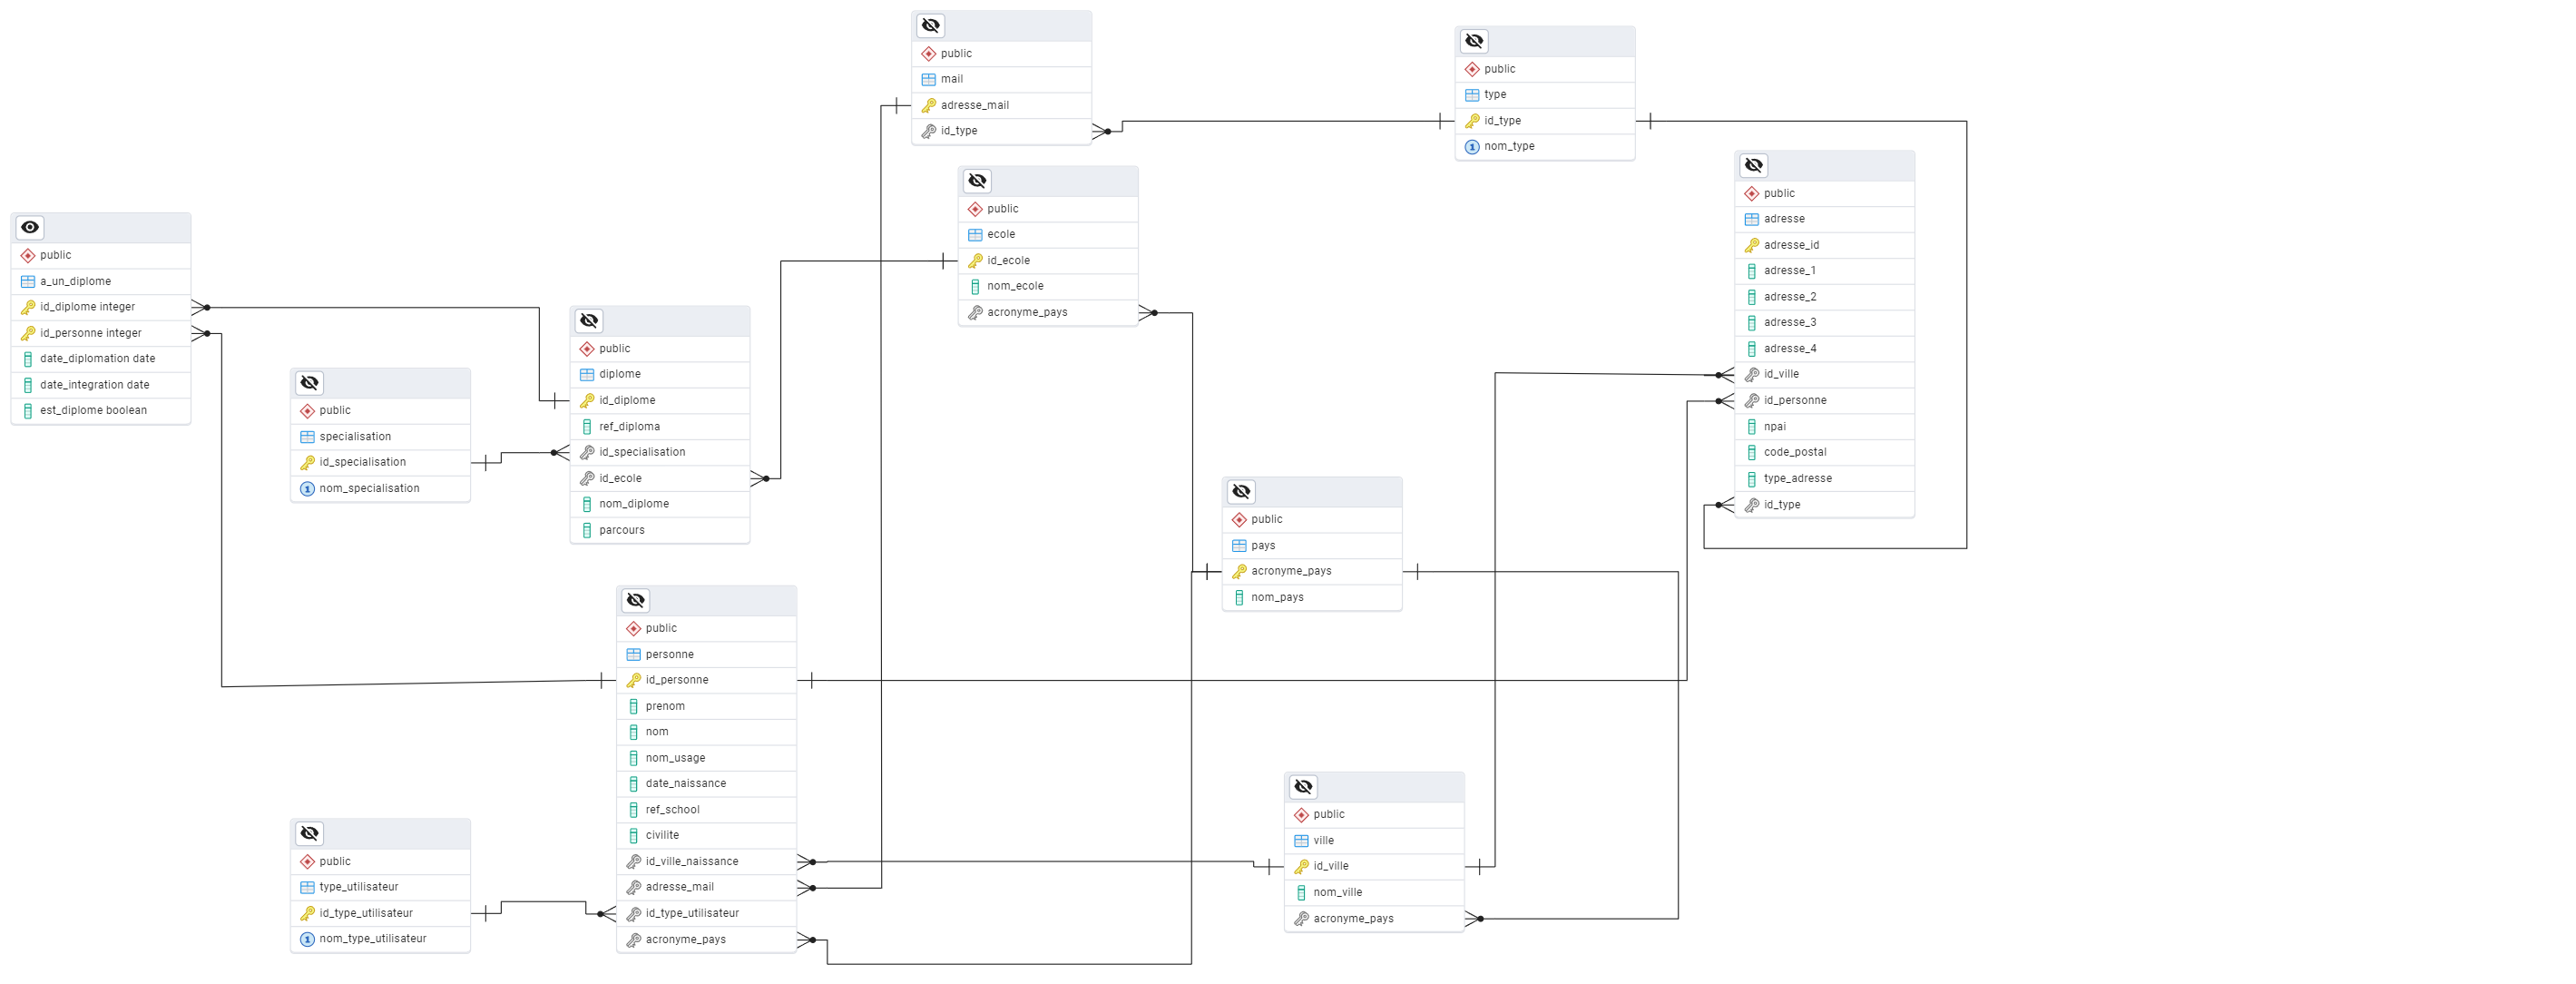 public
mail
adresse_mail
id_type
public
type
id_type
nom_type
public
adresse
adresse_id
adresse_1
adresse_2
adresse_3
adresse_4
id_ville
id_personne
npai
code_postal
type_adresse
id_type
public
ecole
id_ecole
nom_ecole
acronyme_pays
public
a_un_diplome
id_diplome integer
id_personne integer
date_diplomation date
date_integration date
est_diplome boolean
public
diplome
id_diplome
ref_diploma
id_specialisation
id_ecole
nom_diplome
parcours
public
specialisation
id_specialisation
1 nom_specialisation
public
pays
acronyme_pays
nom_pays
public
personne
id_personne
prenom
nom
nom_usage
date_naissance
ref_school
civilite
id_ville_naissance
adresse_mail
id_type_utilisateur
acronyme_pays
public
ville
id_ville
nom_ville
acronyme_pays
public
type_utilisateur
id_type_utilisateur
1 nom_type_utilisateur